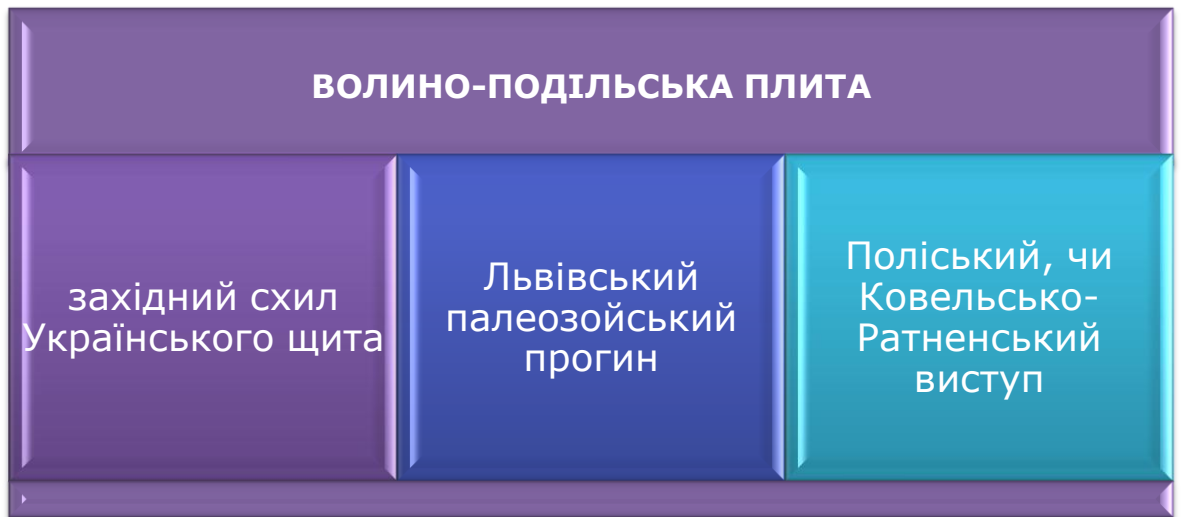 ВОЛИНО-ПОДІЛЬСЬКА ПЛИТА
західний схил
Українського щита
Львівський
палеозойський
прогин
Поліський, чи
Ковельсько-
Ратненський
виступ